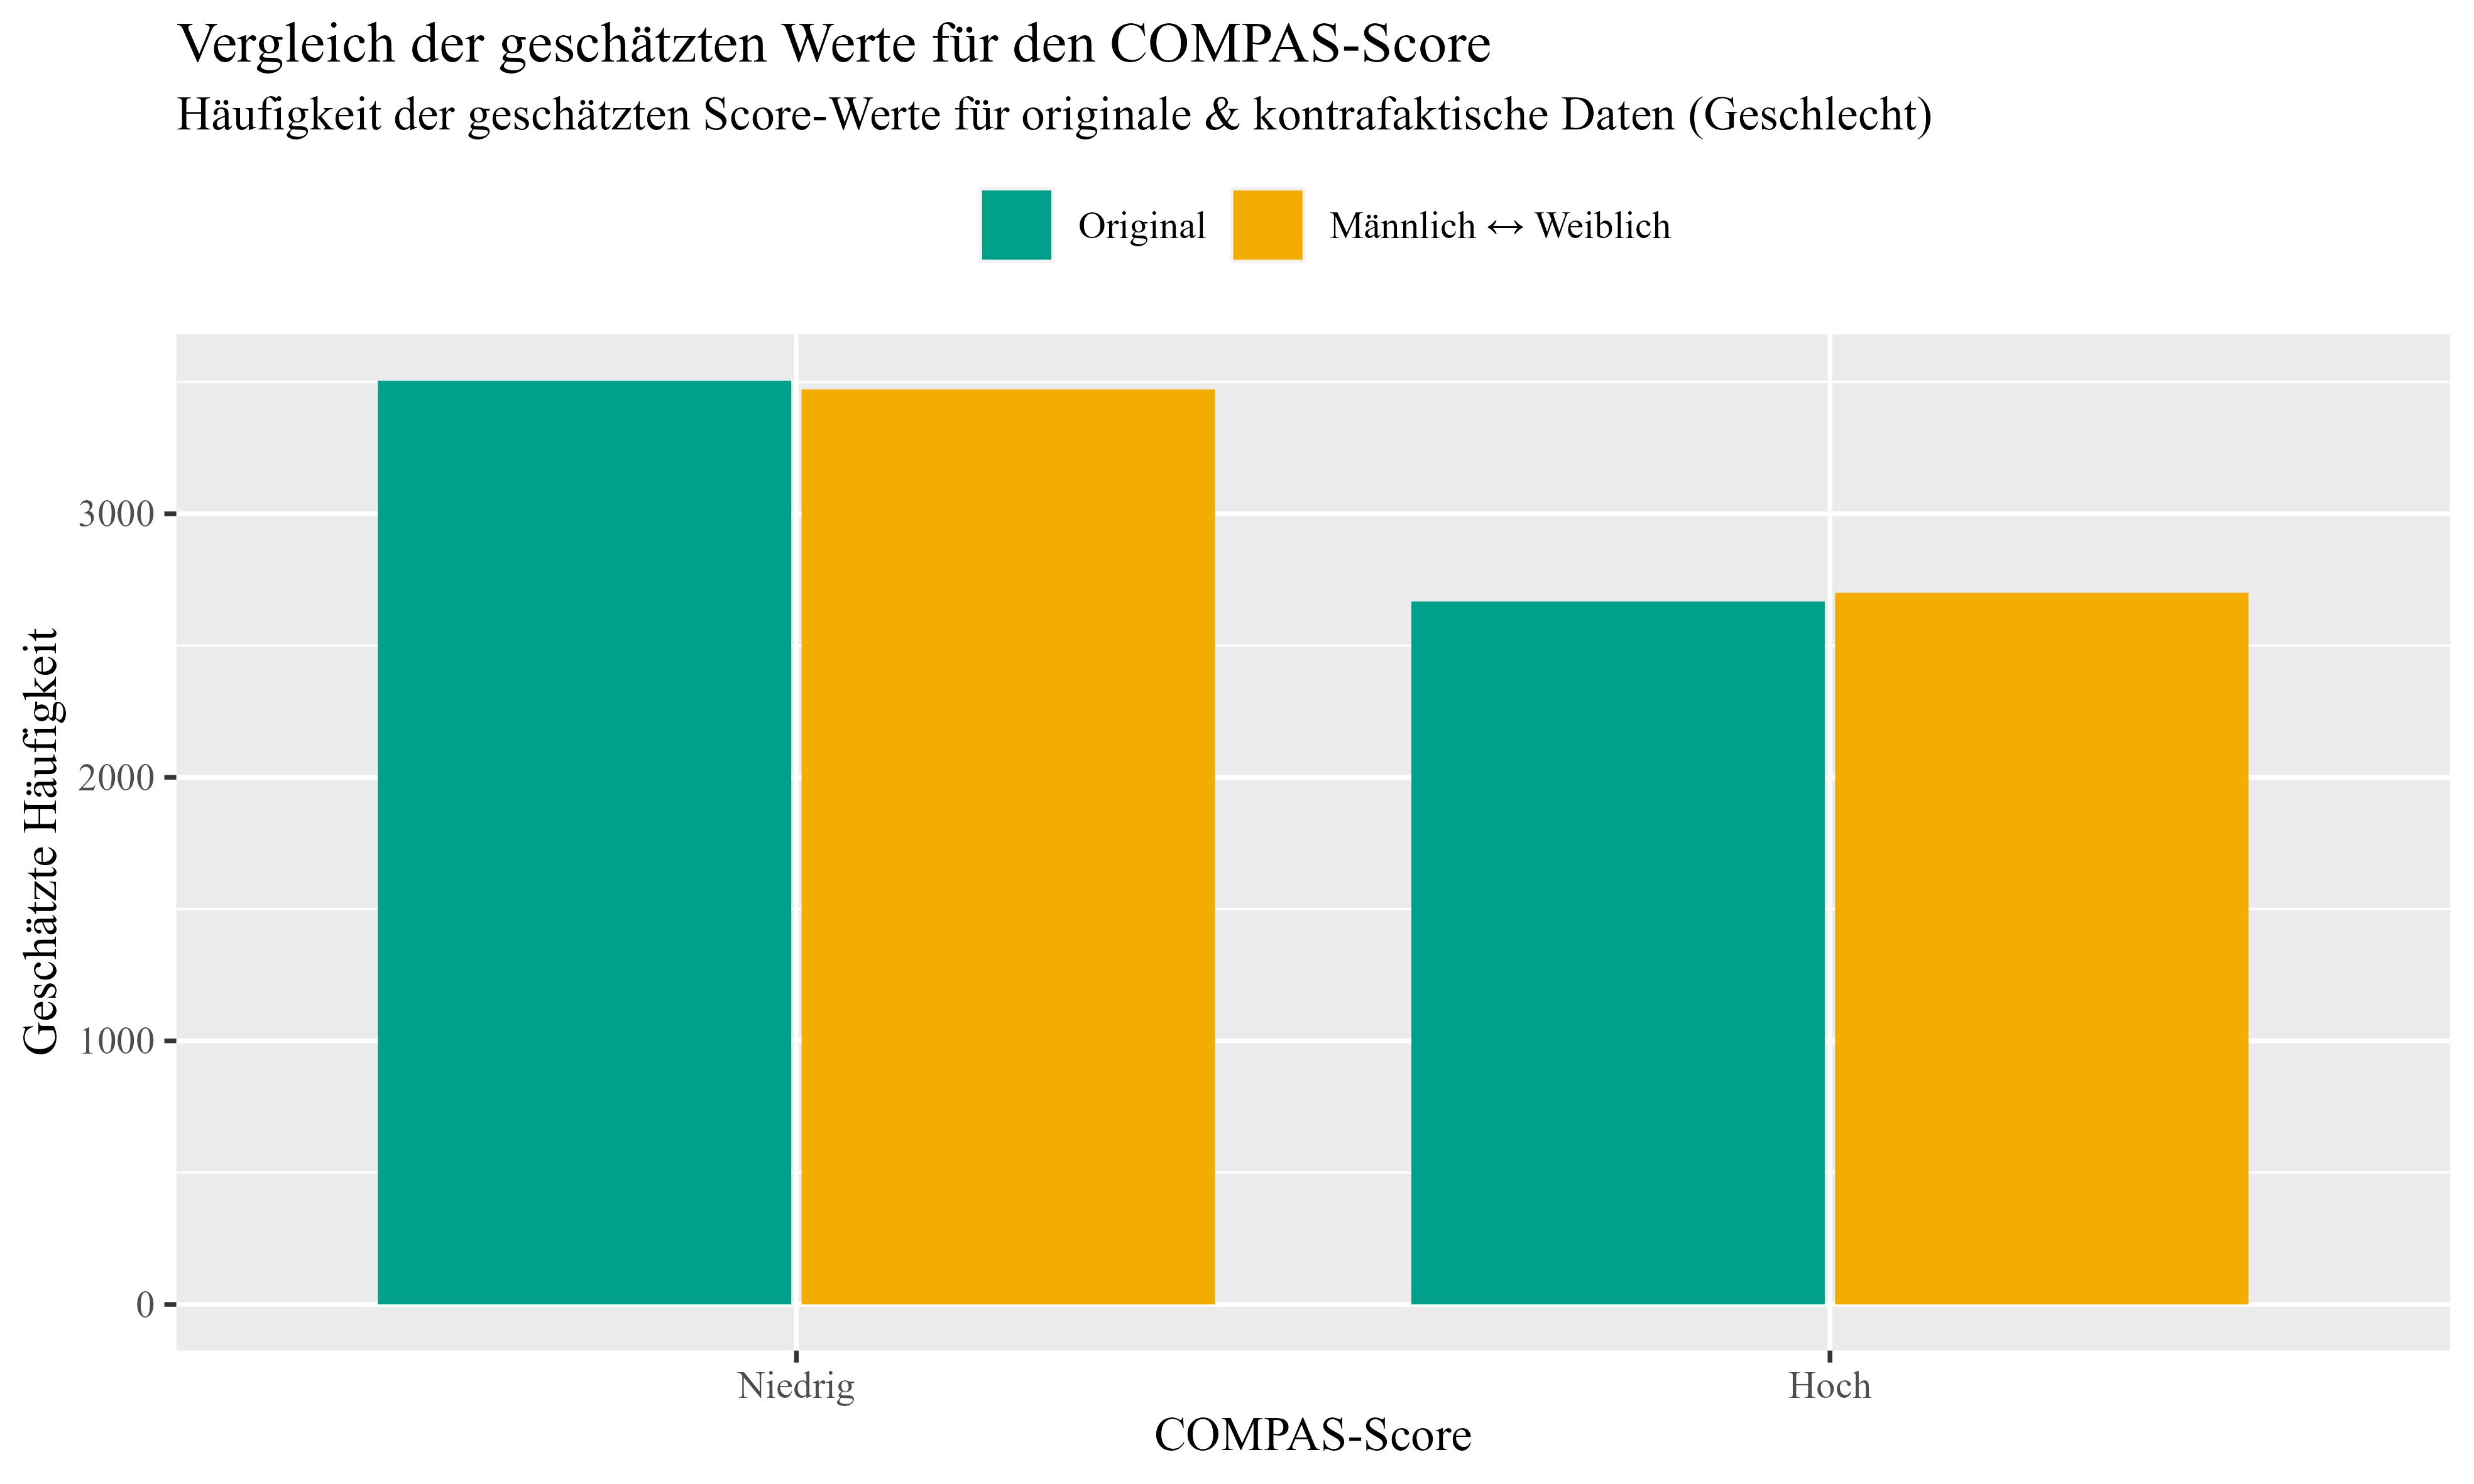 Vergleich der geschätzten Werte für den COMPAS-Score
Häufigkeit der geschätzten Score-Werte für originale & kontrafaktische Daten (Geschlecht)
Original
Männlich ↔ Weiblich
Geschätzte Häufigkeit
3000
2000
1000
0
Niedrig
Hoch
COMPAS-Score